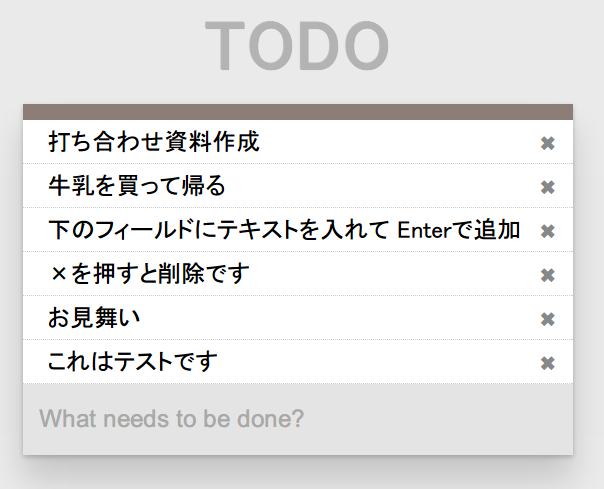 TODO
打ち合わせ資料作成 ✖
牛乳を買って帰る ✖
下のフィールドにテキストを入れて Enterで追加 ✖
×を押すと削除です ✖
お見舞い ✖
これはテストです ✖
What needs to be done?